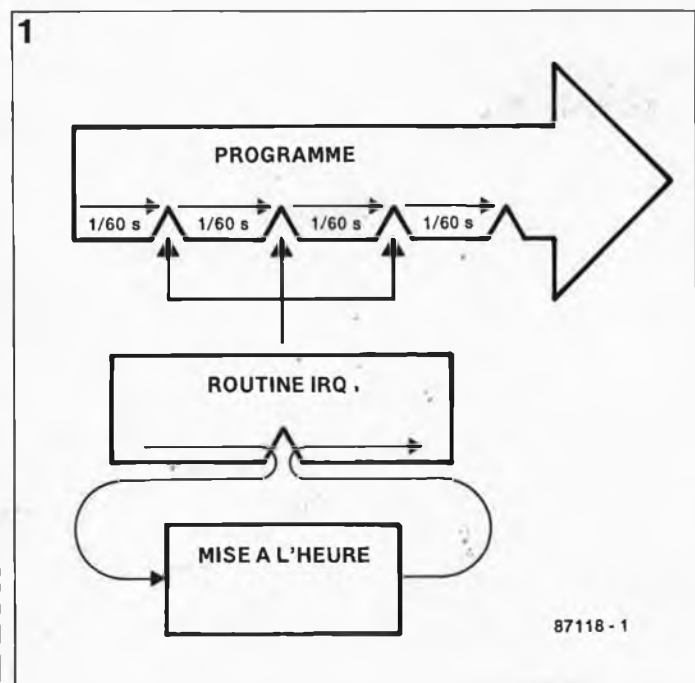 1
PROGRAMME
1/60 s 1/60 s 1/60 s 1/60 s
ROUTINE IRQ
MISE A L'HEURE
87118 - 1